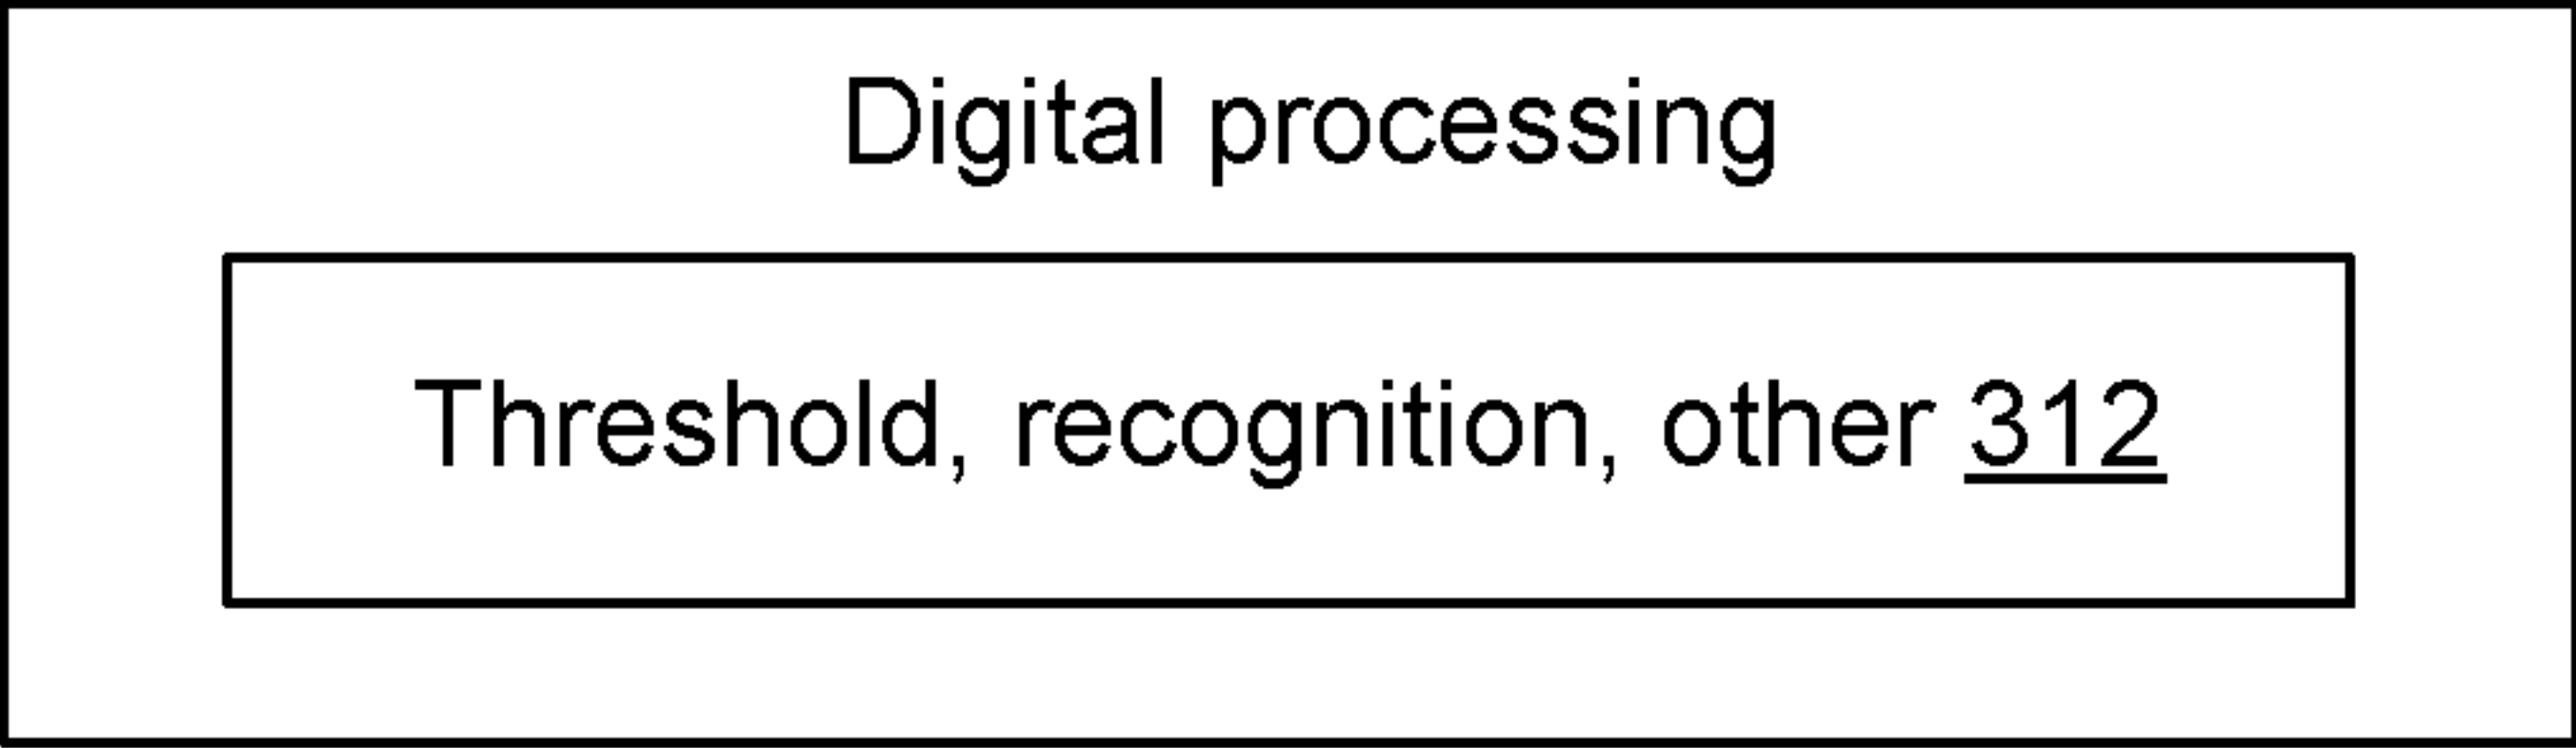 Digital processing
Threshold, recognition, other 312